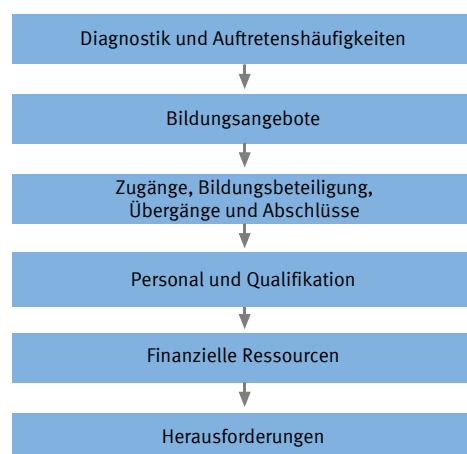 Diagnostik und Auftretenshäufigkeiten
Bildungsangebote
Zugänge, Bildungsbeteiligung,
Übergänge und Abschlüsse
Personal und Qualifikation
Finanzielle Ressourcen
Herausforderungen